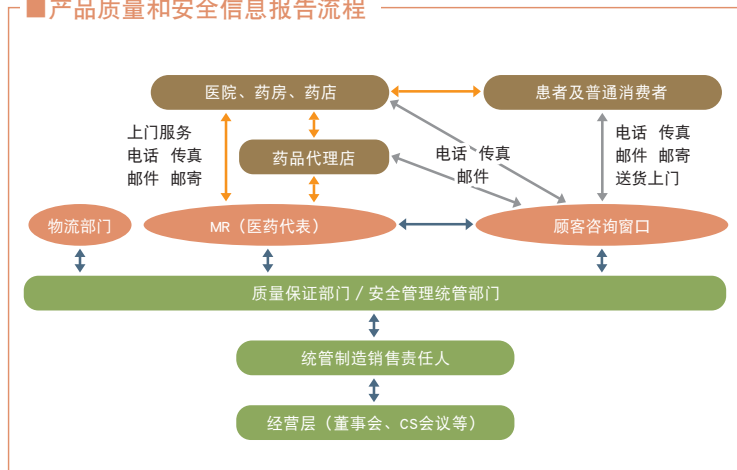 ■产品质量和安全信息报告流程
医院、药房、药店
患者及普通消费者
上门服务
电话 传真
邮件 邮寄
药品代理店
电话 传真
邮件
电话 传真
邮件 邮寄
送货上门
物流部门
MR（医药代表）
顾客咨询窗口
质量保证部门 / 安全管理统管部门
统管制造销售责任人
经营层（董事会、CS会议等）